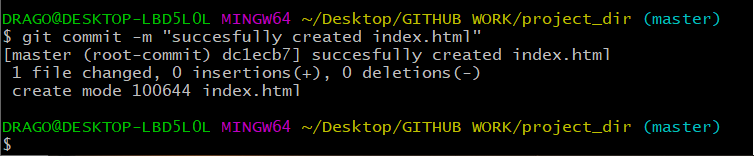 DRAGO@DESKTOP-LBD5L0L MINGW64 ~/Desktop/GITHUB WORK/project_dir (master)
$ git commit -m "succesfully created index.html"
[master (root-commit) dc1ecb7] succesfully created index.html
 1 file changed, 0 insertions(+), 0 deletions(-)
 create mode 100644 index.html
DRAGO@DESKTOP-LBD5L0L MINGW64 ~/Desktop/GITHUB WORK/project_dir (master)
$